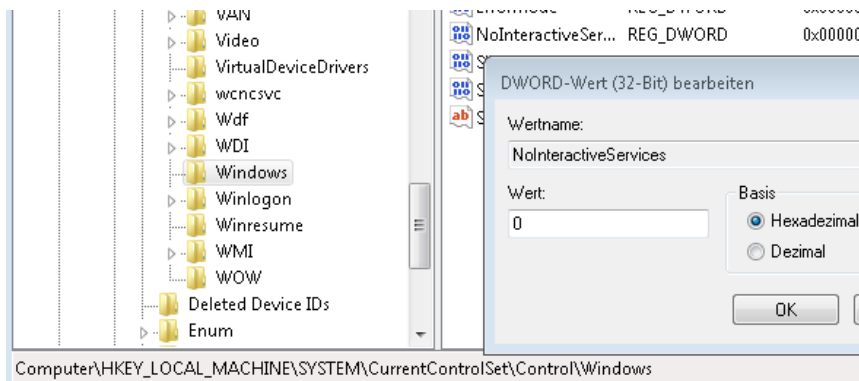 VAN
Video
VirtualDeviceDrivers
wcncsvc
Wdf
WDI
Windows
Winlogon
Winresume
WMI
WOW
Deleted Device IDs
Enum
NoInteractiveSer... REG_DWORD 0x00000
DWORD-Wert (32-Bit) bearbeiten
Wertname:
NoInteractiveServices
Wert:
0
Basis
Hexadezimal
Dezimal
OK
Computer\HKEY_LOCAL_MACHINE\SYSTEM\CurrentControlSet\Control\Windows